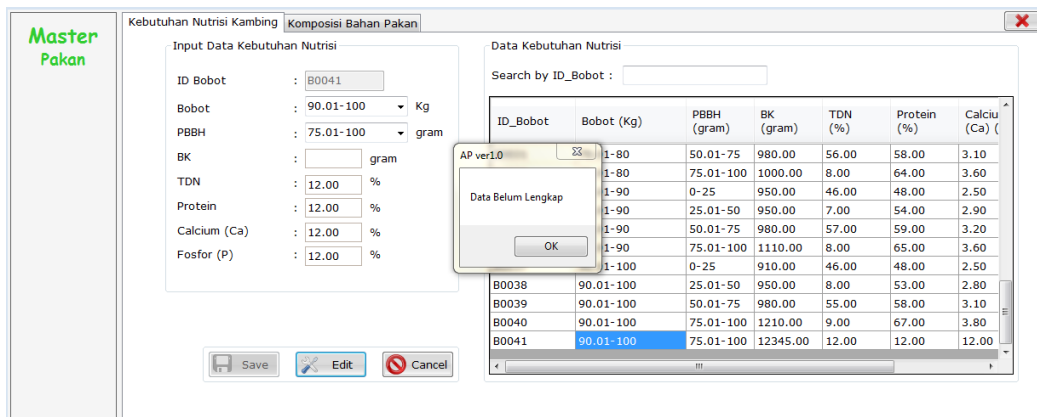 Master
Pakan
Kebutuhan Nutrisi Kambing Komposisi Bahan Pakan
Input Data Kebutuhan Nutrisi
ID Bobot : B0041
Bobot : 90.01-100 Kg
PBBH : 75.01-100 gram
BK : gram
TDN : 12.00 %
Protein : 12.00 %
Calcium (Ca) : 12.00 %
Fosfor (P) : 12.00 %
Save Edit Cancel
Data Kebutuhan Nutrisi
Search by ID_Bobot :
ID_Bobot Bobot (Kg) PBBH (gram) BK (gram) TDN (%) Protein (%) Calciu (Ca) (
1-80 50.01-75 980.00 56.00 58.00 3.10
1-80 75.01-100 1000.00 8.00 64.00 3.60
1-90 0-25 950.00 46.00 48.00 2.50
1-90 25.01-50 950.00 7.00 54.00 2.90
1-90 50.01-75 980.00 57.00 59.00 3.20
1-90 75.01-100 1110.00 8.00 65.00 3.60
1-100 0-25 910.00 46.00 48.00 2.50
B0038 90.01-100 25.01-50 950.00 8.00 53.00 2.80
B0039 90.01-100 50.01-75 980.00 55.00 58.00 3.10
B0040 90.01-100 75.01-100 1210.00 9.00 67.00 3.80
B0041 90.01-100 75.01-100 12345.00 12.00 12.00 12.00
AP ver1.0
Data Belum Lengkap
OK